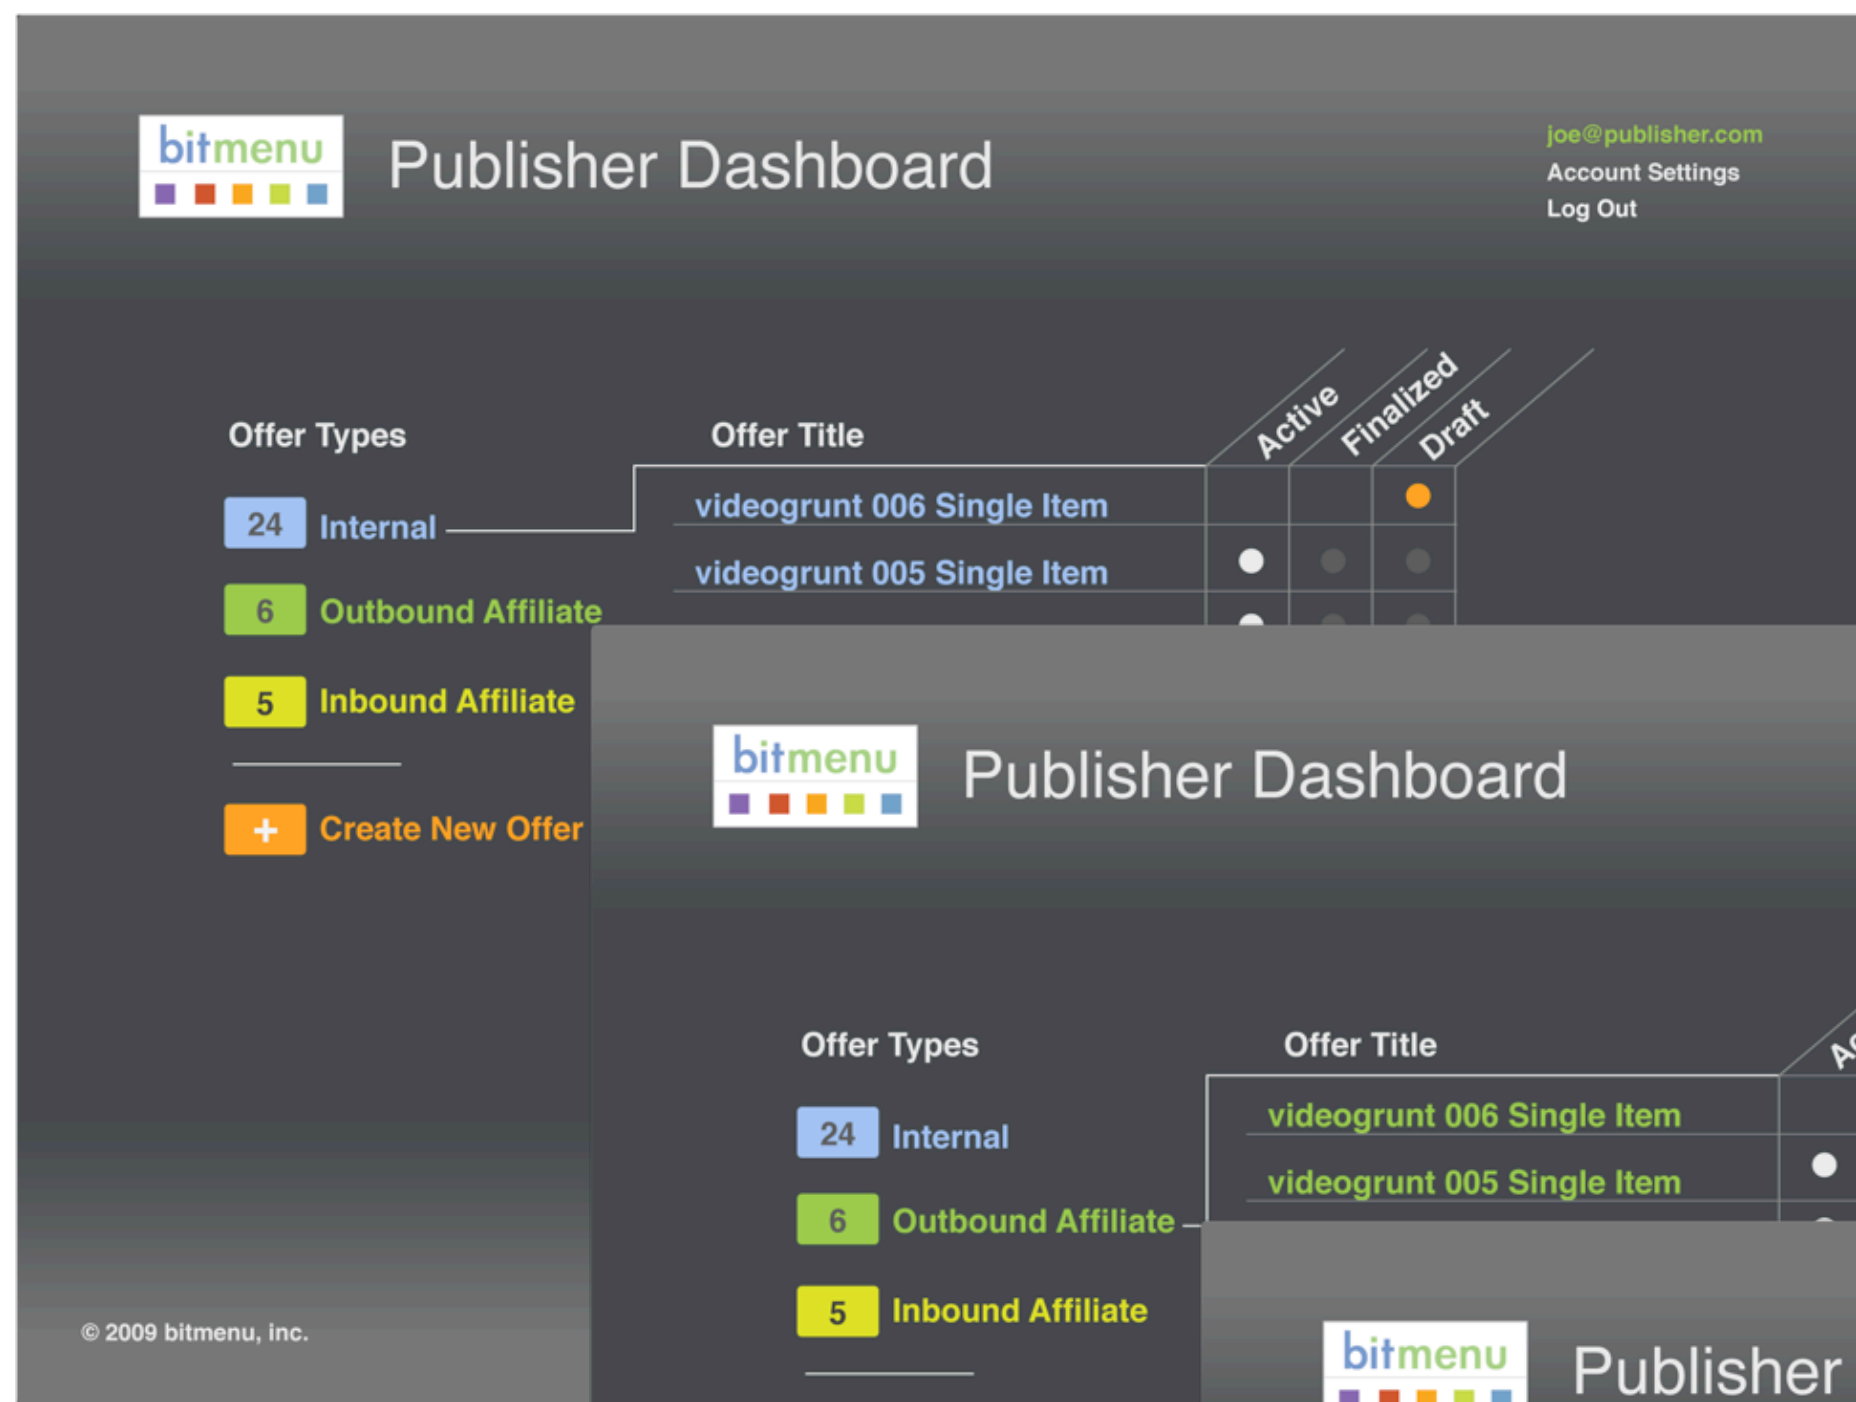 bitmenu
Publisher Dashboard
joe@publisher.com
Account Settings
Log Out
Offer Types
Offer Title
Active
Finalized
Draft
24 Internal
videogrunt 006 Single Item
videogrunt 005 Single Item
6 Outbound Affiliate
5 Inbound Affiliate
+ Create New Offer
© 2009 bitmenu, inc.
bitmenu
Publisher Dashboard
Offer Types
Offer Title
24 Internal
videogrunt 006 Single Item
videogrunt 005 Single Item
6 Outbound Affiliate
5 Inbound Affiliate
bitmenu
Publisher